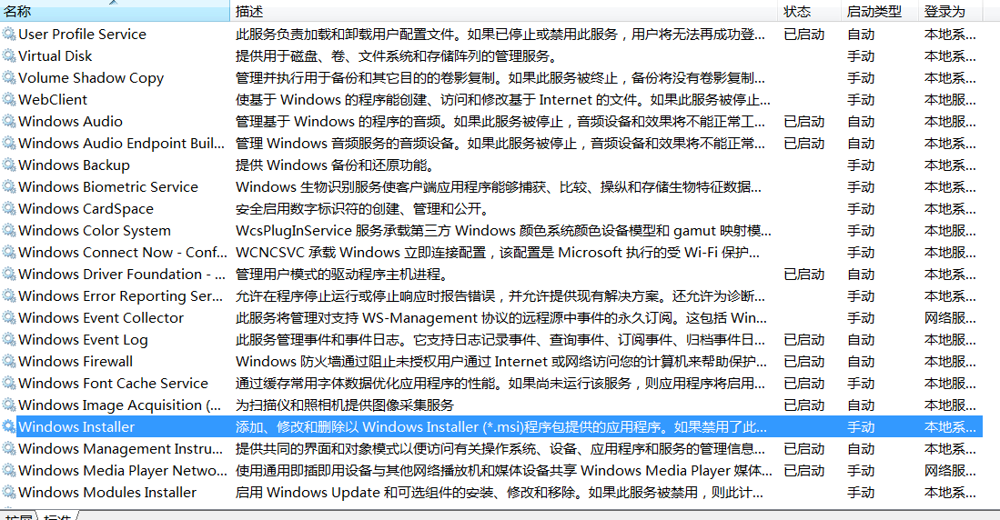 名称 描述 状态 启动类型 登录为
User Profile Service 此服务负责加载和卸载用户配置文件。如果已停止或禁用此服务，用户将无法再成功登... 已启动 自动 本地系...
Virtual Disk 提供用于磁盘、卷、文件系统和存储阵列的管理服务。 手动 本地系...
Volume Shadow Copy 管理并执行用于备份和其它目的的卷影复制。如果此服务被终止，备份将没有卷影复制... 手动 本地系...
WebClient 使基于 Windows 的程序能创建、访问和修改基于 Internet 的文件。如果此服务被停止... 手动 本地服...
Windows Audio 管理基于 Windows 的程序的音频。如果此服务被停止，音频设备和效果将不能正常工... 已启动 自动 本地服...
Windows Audio Endpoint Buil... 管理 Windows 音频服务的音频设备。如果此服务被停止，音频设备和效果将不能正常... 已启动 自动 本地系...
Windows Backup 提供 Windows 备份和还原功能。 手动 本地系...
Windows Biometric Service Windows 生物识别服务使客户端应用程序能够捕获、比较、操纵和存储生物特征数据... 手动 本地系...
Windows CardSpace 安全启用数字标识符的创建、管理和公开。 手动 本地系...
Windows Color System WcsPlugInService 服务承载第三方 Windows 颜色系统颜色设备模型和 gamut 映射模... 手动 本地服...
Windows Connect Now - Conf... WCNCSVC 承载 Windows 立即连接配置，该配置是 Microsoft 执行的受 Wi-Fi 保护... 手动 本地服...
Windows Driver Foundation - ... 管理用户模式的驱动程序主机进程。 已启动 自动 本地系...
Windows Error Reporting Ser... 允许在程序停止运行或停止响应时报告错误，并允许提供现有解决方案。还允许为诊断... 手动 本地系...
Windows Event Collector 此服务将管理对支持 WS-Management 协议的远程源中事件的永久订阅。这包括 Win... 手动 网络服...
Windows Event Log 此服务管理事件和事件日志。它支持日志记录事件、查询事件、订阅事件、归档事件日... 已启动 自动 本地服...
Windows Firewall Windows 防火墙通过阻止未授权用户通过 Internet 或网络访问您的计算机来帮助保护... 已启动 自动 本地服...
Windows Font Cache Service 通过缓存常用字体数据优化应用程序的性能。如果尚未运行该服务，则应用程序将启用... 已启动 自动 本地服...
Windows Image Acquisition (... 为扫描仪和照相机提供图像采集服务 已启动 自动 本地服...
Windows Installer 添加、修改和删除以 Windows Installer (*.msi)程序包提供的应用程序。如果禁用了此... 手动 本地系...
Windows Management Instru... 提供共同的界面和对象模式以便访问有关操作系统、设备、应用程序和服务的管理信息... 已启动 自动 本地系...
Windows Media Player Netwo... 使用通用即插即用设备与其他网络播放机和媒体设备共享 Windows Media Player 媒体... 已启动 手动 网络服...
Windows Modules Installer 启用 Windows Update 和可选组件的安装、修改和移除。如果此服务被禁用，则此计... 手动 本地系...
扩展 标准